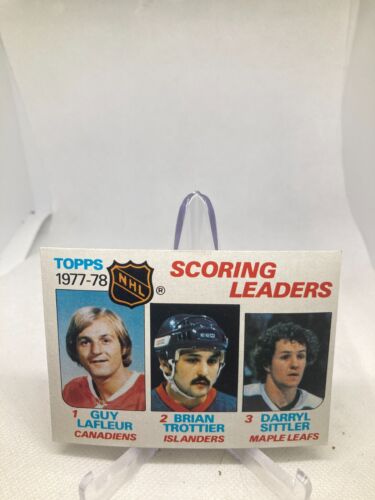 TOPPS
1977-78
NHL
®
SCORING
LEADERS
1 GUY
LAFLEUR
CANADIENS
2 BRIAN
TROTTIER
ISLANDERS
3 DARRYL
SITTLER
MAPLE LEAFS